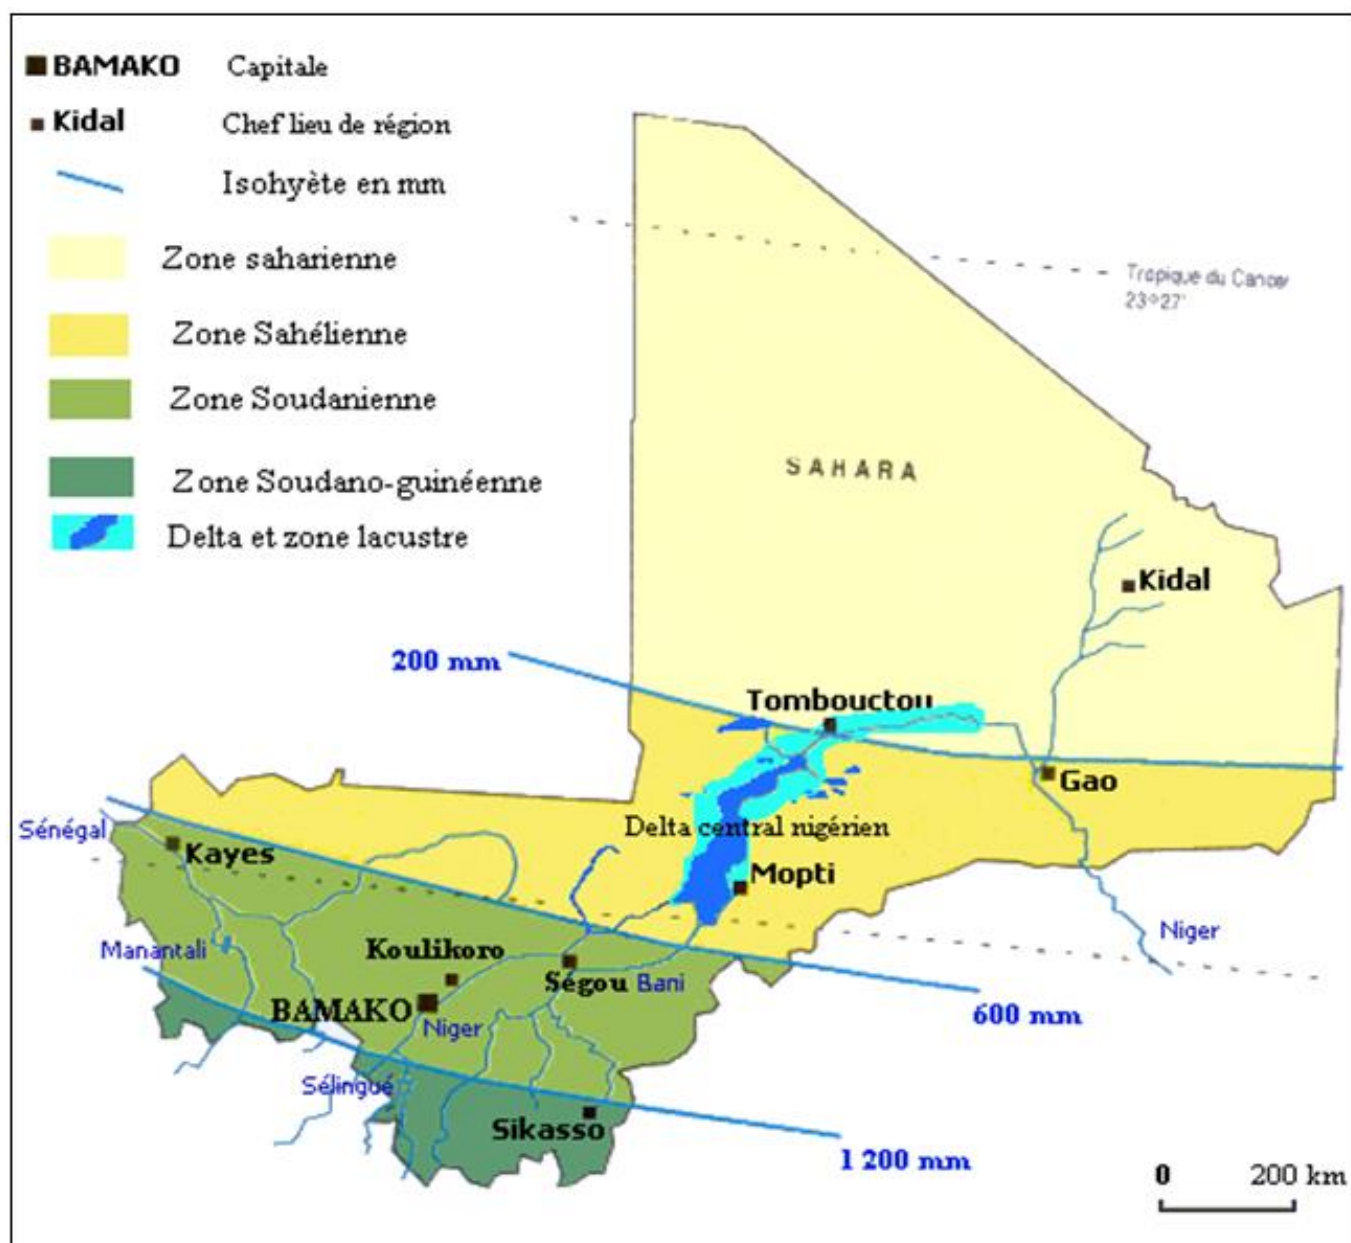 BAMAKO Capitale
Kidal Chef lieu de région
Isohyète en mm
Zone saharienne
Zone Sahélienne
Zone Soudanienne
Zone Soudano-guinéenne
Delta et zone lacustre
Tropique du Cancer
23°27'
SAHARA
Kidal
200 mm
Tombouctou
Gao
Sénégal
Kayes
Delta central nigérien
Mopti
Niger
Manantali
Koulikoro
Ségou Bani
BAMAKO
Niger
600 mm
Sélingué
Sikasso
1 200 mm
0 200 km